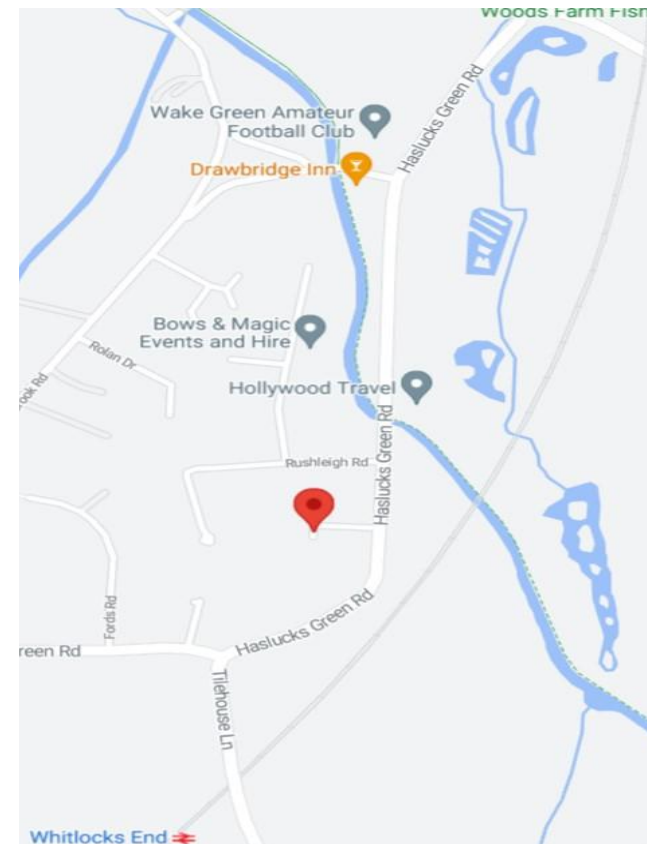 Woods Farm Fish
Wake Green Amateur
Football Club
Haslucks Green Rd
Drawbridge Inn
Bows & Magic
Events and Hire
Rolan Dr
ook Rd
Hollywood Travel
Haslucks Green Rd
Rushleigh Rd
Fords Rd
Haslucks Green Rd
reen Rd
Tilehouse Ln
Whitlocks End